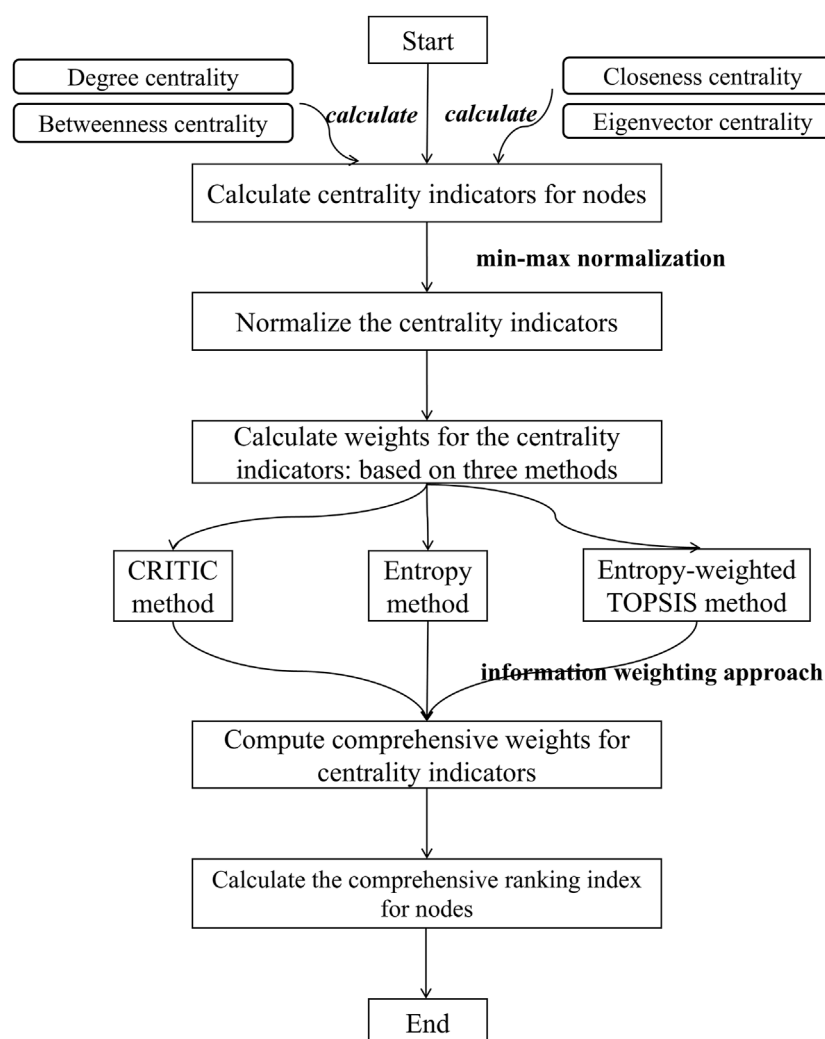 Start
Degree centrality
Closeness centrality
calculate
calculate
Betweenness centrality
Eigenvector centrality
Calculate centrality indicators for nodes
min-max normalization
Normalize the centrality indicators
Calculate weights for the centrality
indicators: based on three methods
CRITIC
method
Entropy
method
Entropy-weighted
TOPSIS method
information weighting approach
Compute comprehensive weights for
centrality indicators
Calculate the comprehensive ranking index
for nodes
End